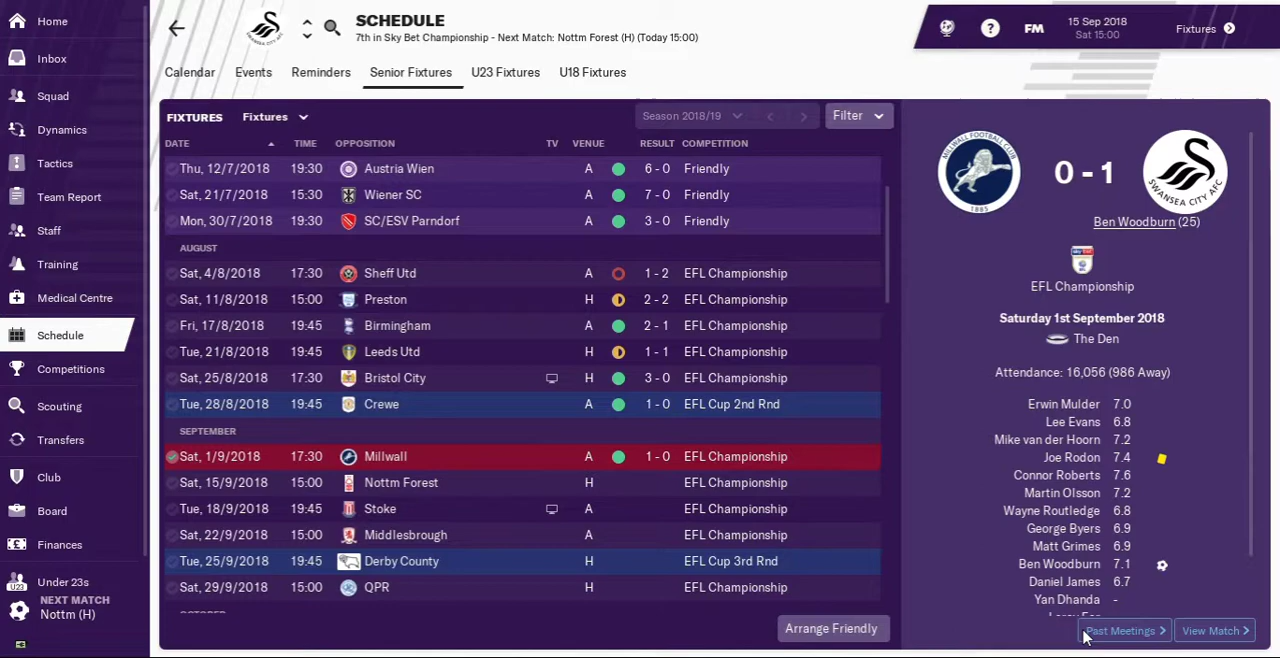 Home
Inbox
Squad
Dynamics
Tactics
Team Report
Staff
Training
Medical Centre
Schedule
Competitions
Scouting
Transfers
Club
Board
Finances
U23
Under 23s
NEXT MATCH
Nottm (H)
SWANSEA CITY AFC
SCHEDULE
7th in Sky Bet Championship - Next Match: Nottm Forest (H) (Today 15:00)
? FM 15 Sep 2018
Sat 15:00
Fixtures
Calendar Events Reminders Senior Fixtures U23 Fixtures U18 Fixtures
FIXTURES Fixtures Season 2018/19 Filter
DATE TIME OPPOSITION TV VENUE RESULT COMPETITION
Thu, 12/7/2018 19:30 Austria Wien A 6 - 0 Friendly
Sat, 21/7/2018 15:30 Wiener SC A 7 - 0 Friendly
Mon, 30/7/2018 19:30 SC/ESV Parndorf A 3 - 0 Friendly
AUGUST
Sat, 4/8/2018 17:30 Sheff Utd A 1 - 2 EFL Championship
Sat, 11/8/2018 15:00 Preston H 2 - 2 EFL Championship
Fri, 17/8/2018 19:45 Birmingham A 2 - 1 EFL Championship
Tue, 21/8/2018 19:45 Leeds Utd H 1 - 1 EFL Championship
Sat, 25/8/2018 17:30 Bristol City H 3 - 0 EFL Championship
Tue, 28/8/2018 19:45 Crewe A 1 - 0 EFL Cup 2nd Rnd
SEPTEMBER
Sat, 1/9/2018 17:30 Millwall A 1 - 0 EFL Championship
Sat, 15/9/2018 15:00 Nottm Forest H EFL Championship
Tue, 18/9/2018 19:45 Stoke A EFL Championship
Sat, 22/9/2018 15:00 Middlesbrough A EFL Championship
Tue, 25/9/2018 19:45 Derby County H EFL Cup 3rd Rnd
Sat, 29/9/2018 15:00 QPR H EFL Championship
OCTOBER
Arrange Friendly
MILLWALL FOOTBALL CLUB
1885
0 - 1
SWANSEA CITY AFC
Ben Woodburn (25)
EFL Championship
Saturday 1st September 2018
The Den
Attendance: 16,056 (986 Away)
Erwin Mulder 7.0
Lee Evans 6.8
Mike van der Hoorn 7.2
Joe Rodon 7.4
Connor Roberts 7.6
Martin Olsson 7.2
Wayne Routledge 6.8
George Byers 6.9
Matt Grimes 6.9
Ben Woodburn 7.1
Daniel James 6.7
Yan Dhanda -
Past Meetings View Match